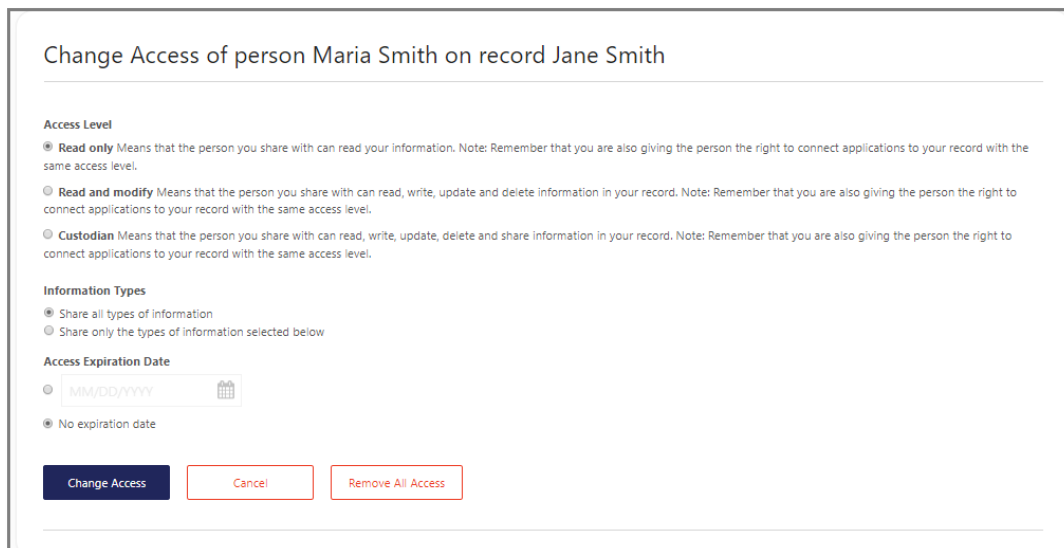 Change Access of person Maria Smith on record Jane Smith
Access Level
Read only Means that the person you share with can read your information. Note: Remember that you are also giving the person the right to connect applications to your record with the
same access level.
Read and modify Means that the person you share with can read, write, update and delete information in your record. Note: Remember that you are also giving the person the right to
connect applications to your record with the same access level.
Custodian Means that the person you share with can read, write, update, delete and share information in your record. Note: Remember that you are also giving the person the right to
connect applications to your record with the same access level.
Information Types
Share all types of information
Share only the types of information selected below
Access Expiration Date
MM/DD/YYYY
No expiration date
Change Access Cancel Remove All Access